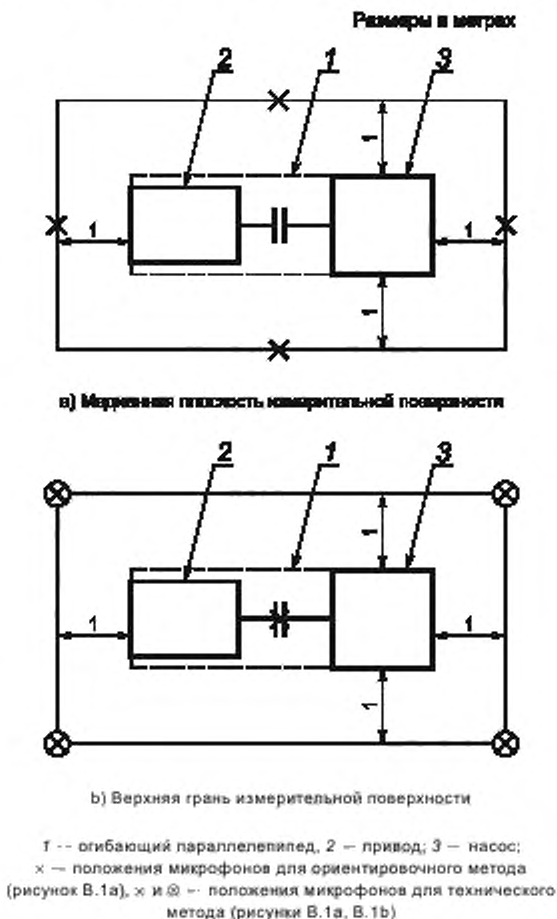 Размеры в метрах
2 1 3
1
1 1
1
а) Медианная плоскость измерительной поверхности
2 1 3
1
1 1
1
b) Верхняя грань измерительной поверхности
1 -- огибающий параллелепипед, 2 — привод; 3 — насос;
× — положения микрофонов для ориентировочного метода
(рисунок В.1а), × и ⊗ -- положения микрофонов для технического
метода (рисунки В.1а, В.1b)